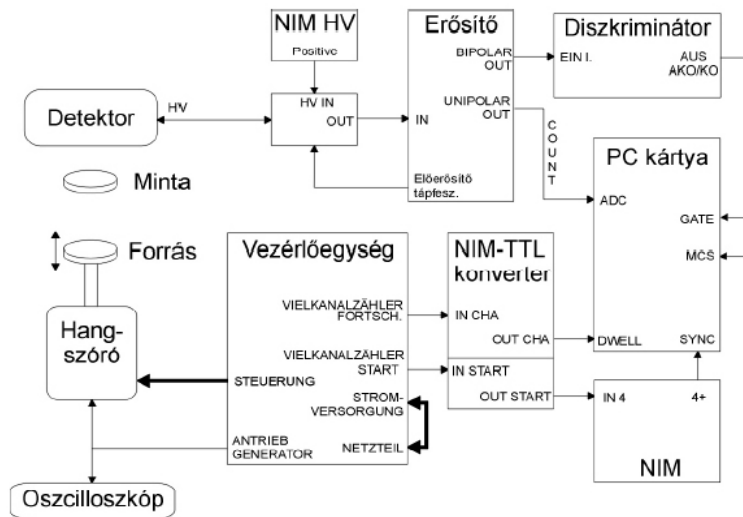 NIM HV
Positive
Erősítő
BIPOLAR
OUT
UNIPOLAR
OUT
IN
Előerősítő
tápfesz.
Diszkriminátor
EIN I.
AUS
AKO/KO
Detektor
HV
HV IN
OUT
COUNT
Minta
PC kártya
ADC
GATE
MCS
DWELL
SYNC
Forrás
Vezérlőegység
VIELKANALZÄHLER
FORTSCH.
VIELKANALZÄHLER
START
STEUERUNG
STROM-
VERSORGUNG
ANTRIEB
GENERATOR
NETZTEIL
NIM-TTL
konverter
IN CHA
OUT CHA
IN START
OUT START
Hang-
szóró
IN 4
4+
NIM
Oszcilloszkóp